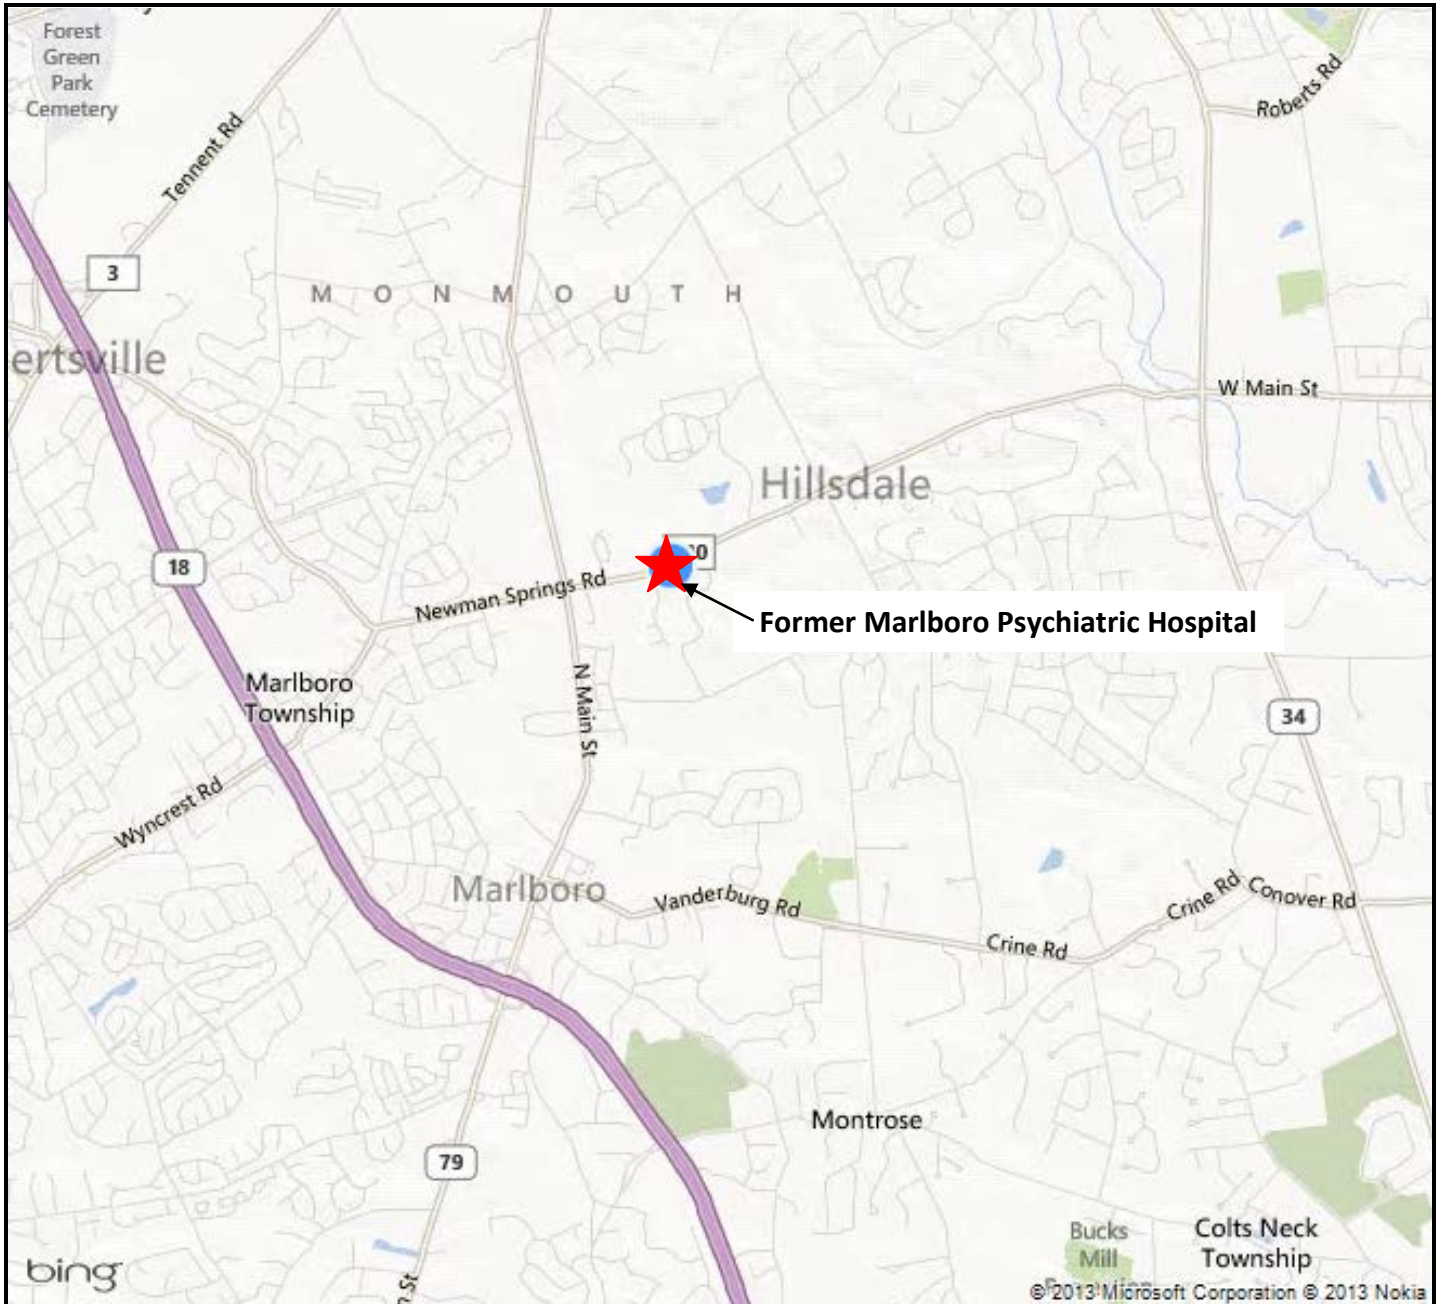 Forest
Green
Park
Cemetery
Tennent Rd
Roberts Rd
3
MONMOUTH
ertsville
W Main St
Hillsdale
18
Newman Springs Rd
Former Marlboro Psychiatric Hospital
Marlboro
Township
N Main St
34
Wyncrest Rd
Marlboro
Vanderburg Rd
Crine Rd
Conover Rd
Crine Rd
Montrose
79
Bucks
Mill
Colts Neck
Township
bing
St
© 2013 Microsoft Corporation © 2013 Nokia